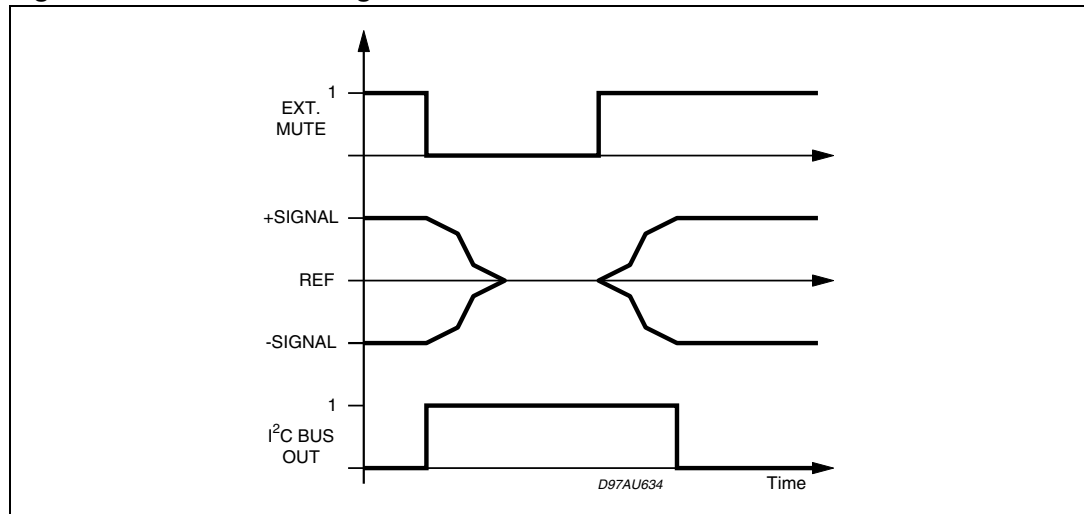 1
EXT.
MUTE
+SIGNAL
REF
-SIGNAL
1
I²C BUS
OUT
D97AU634
Time